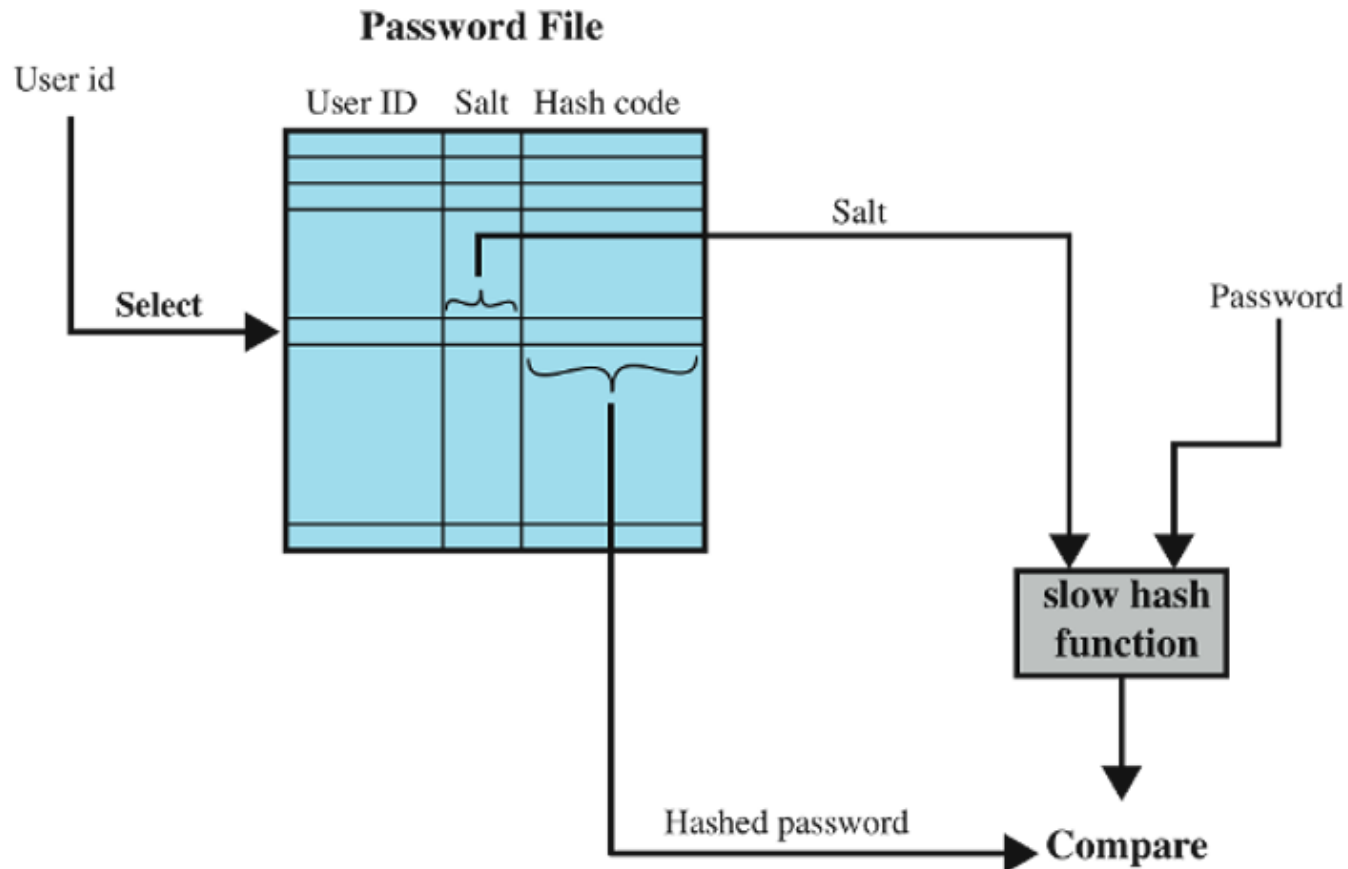 Password File
User id
User ID Salt Hash code
Salt
Select
Password
slow hash
function
Hashed password
Compare